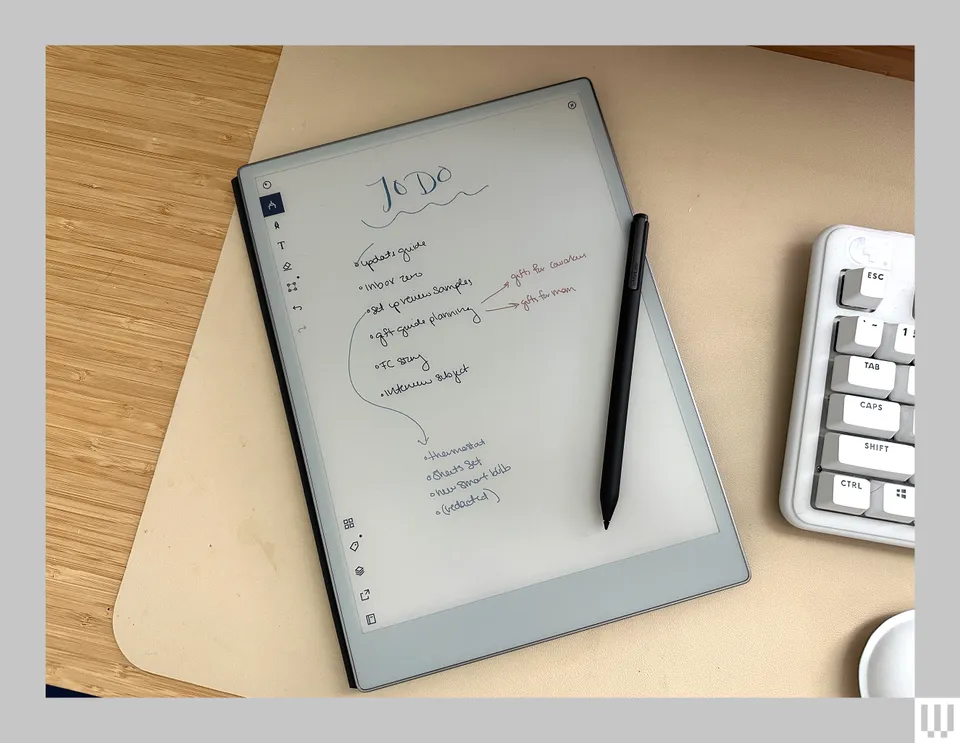 TO DO
• update guide
• Inbox zero
• Set up review samples
• gift guide planning
gifts for coworkers
gifts for mom
• FC Story
• Interview subject
• thermostat
• Sheets Set
• new smart bulb
• (redacted)
T
ESC
~
1 !
TAB
CAPS
SHIFT
CTRL
W